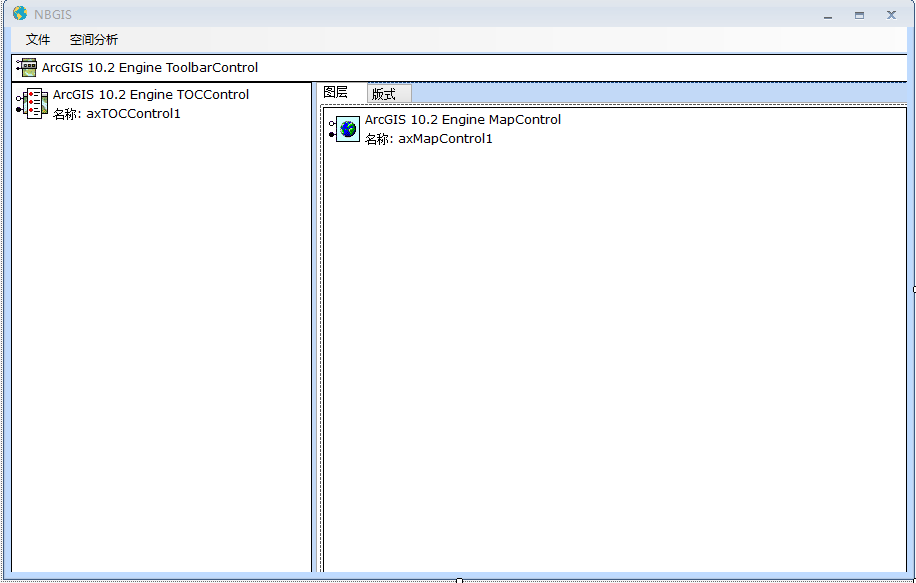 NBGIS
文件 空间分析
ArcGIS 10.2 Engine ToolbarControl
ArcGIS 10.2 Engine TOCControl
名称: axTOCControl1
图层 版式
ArcGIS 10.2 Engine MapControl
名称: axMapControl1